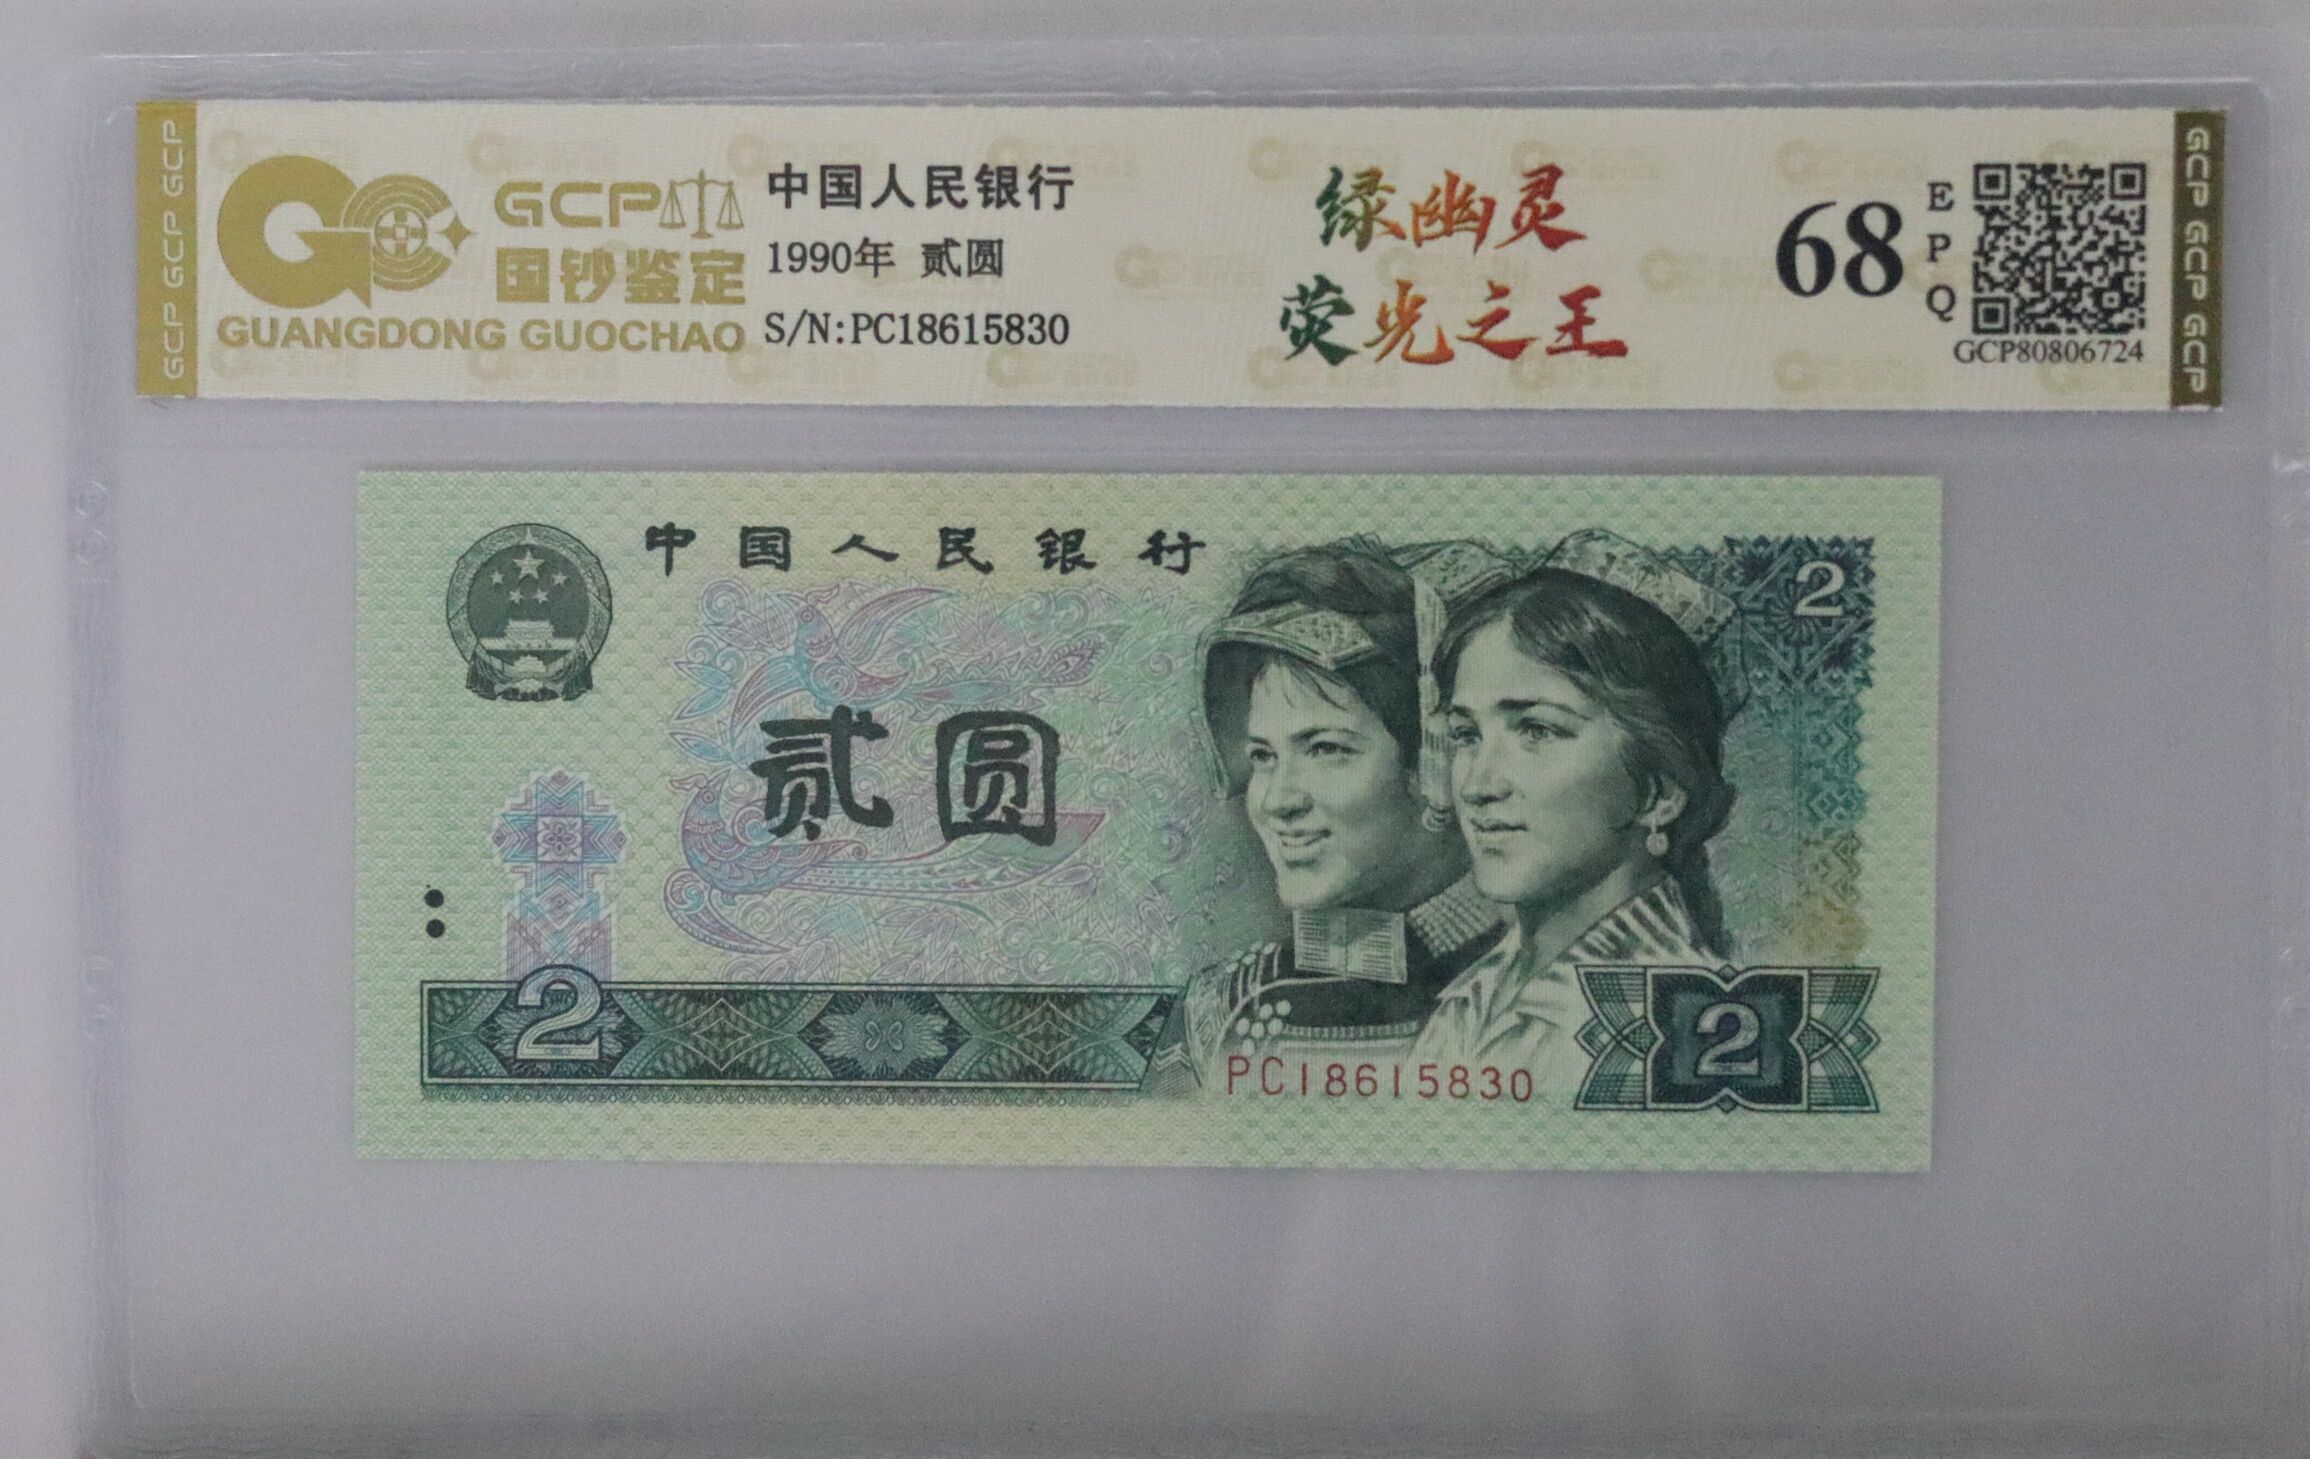 GCP GCP GCP
GCP
国钞鉴定
GUANGDONG GUOCHAO
中国人民银行
1990年 贰圆
S/N:PC18615830
绿幽灵
荧光之王
68
EPQ
GCP80806724
GCP GCP GCP
中国人民银行
2
贰圆
2
2
PC18615830